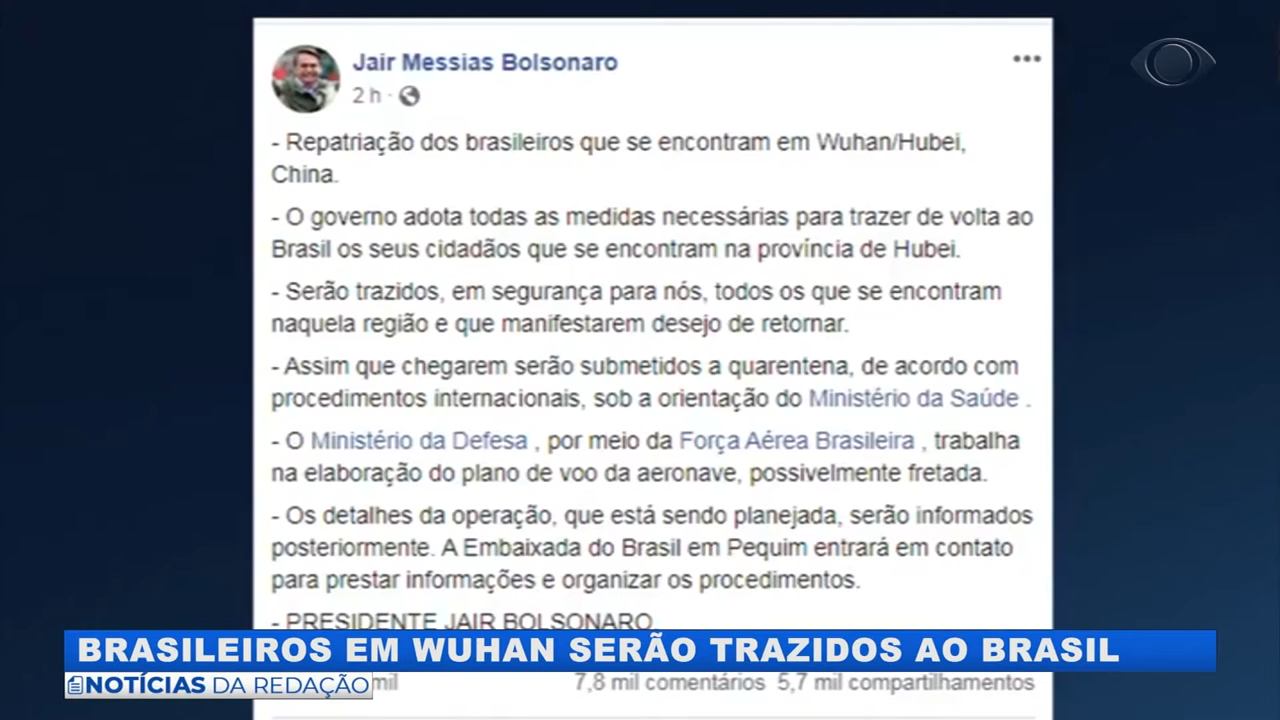 Jair Messias Bolsonaro
2 h ·
- Repatriação dos brasileiros que se encontram em Wuhan/Hubei,
China.
- O governo adota todas as medidas necessárias para trazer de volta ao
Brasil os seus cidadãos que se encontram na província de Hubei.
- Serão trazidos, em segurança para nós, todos os que se encontram
naquela região e que manifestarem desejo de retornar.
- Assim que chegarem serão submetidos a quarentena, de acordo com
procedimentos internacionais, sob a orientação do Ministério da Saúde .
- O Ministério da Defesa , por meio da Força Aérea Brasileira , trabalha
na elaboração do plano de voo da aeronave, possivelmente fretada.
- Os detalhes da operação, que está sendo planejada, serão informados
posteriormente. A Embaixada do Brasil em Pequim entrará em contato
para prestar informações e organizar os procedimentos.
- PRESIDENTE JAIR BOLSONARO
BRASILEIROS EM WUHAN SERÃO TRAZIDOS AO BRASIL
NOTÍCIAS DA REDAÇÃO
mil 7,8 mil comentários 5,7 mil compartilhamentos